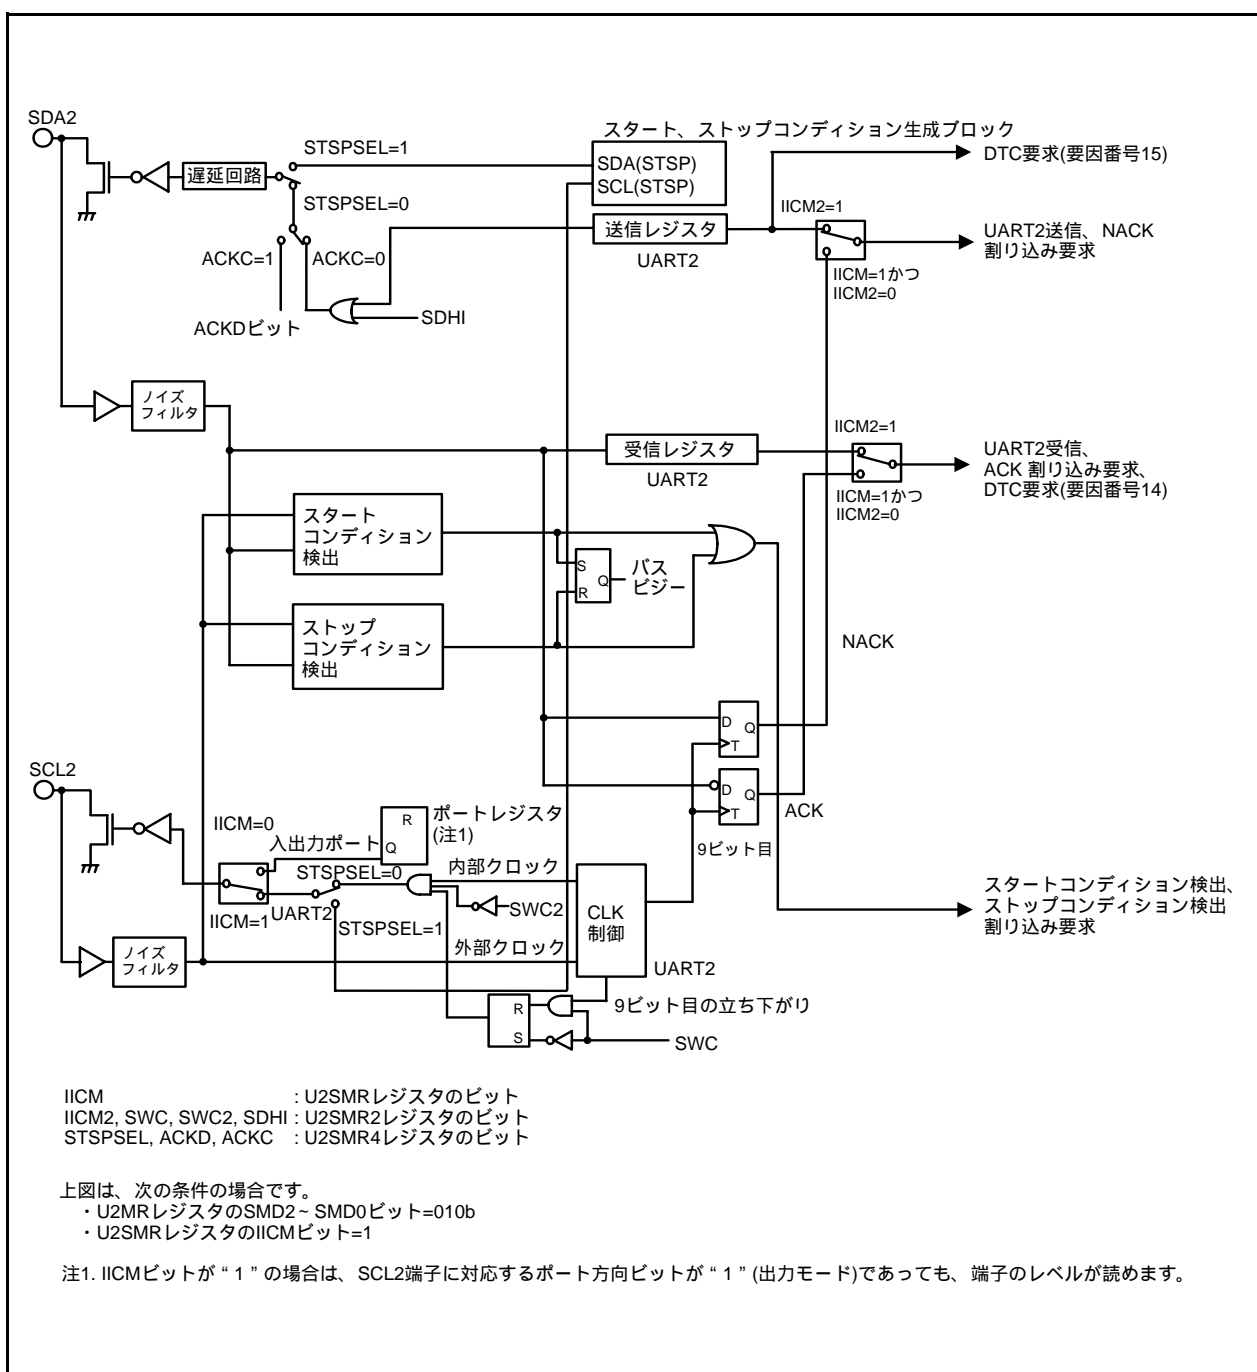 SDA2
スタート、ストップコンディション生成ブロック
STSPSEL=1
SDA(STSP)
SCL(STSP)
DTC要求(要因番号15)
遅延回路
STSPSEL=0
IICM2=1
送信レジスタ
UART2
UART2送信、NACK
割り込み要求
ACKC=1
ACKC=0
IICM=1かつ
IICM2=0
ACKDビット
SDHI
ノイズ
フィルタ
IICM2=1
受信レジスタ
UART2
UART2受信、
ACK 割り込み要求、
DTC要求(要因番号14)
IICM=1かつ
IICM2=0
スタート
コンディション
検出
S
R
Q
バス
ビジー
ストップ
コンディション
検出
NACK
D
Q
T
SCL2
D
Q
T
ACK
9ビット目
IICM=0
入出力ポート
R
Q
ポートレジスタ
(注1)
STSPSEL=0
内部クロック
IICM=1
UART2
SWC2
CLK
制御
STSPSEL=1
外部クロック
UART2
スタートコンディション検出、
ストップコンディション検出
割り込み要求
ノイズ
フィルタ
R
S
9ビット目の立ち下がり
SWC
IICM : U2SMRレジスタのビット
IICM2, SWC, SWC2, SDHI : U2SMR2レジスタのビット
STSPSEL, ACKD, ACKC : U2SMR4レジスタのビット
上図は、次の条件の場合です。
・U2MRレジスタのSMD2~SMD0ビット=010b
・U2SMRレジスタのIICMビット=1
注1. IICMビットが“1”の場合は、SCL2端子に対応するポート方向ビットが“1”(出力モード)であっても、端子のレベルが読めます。